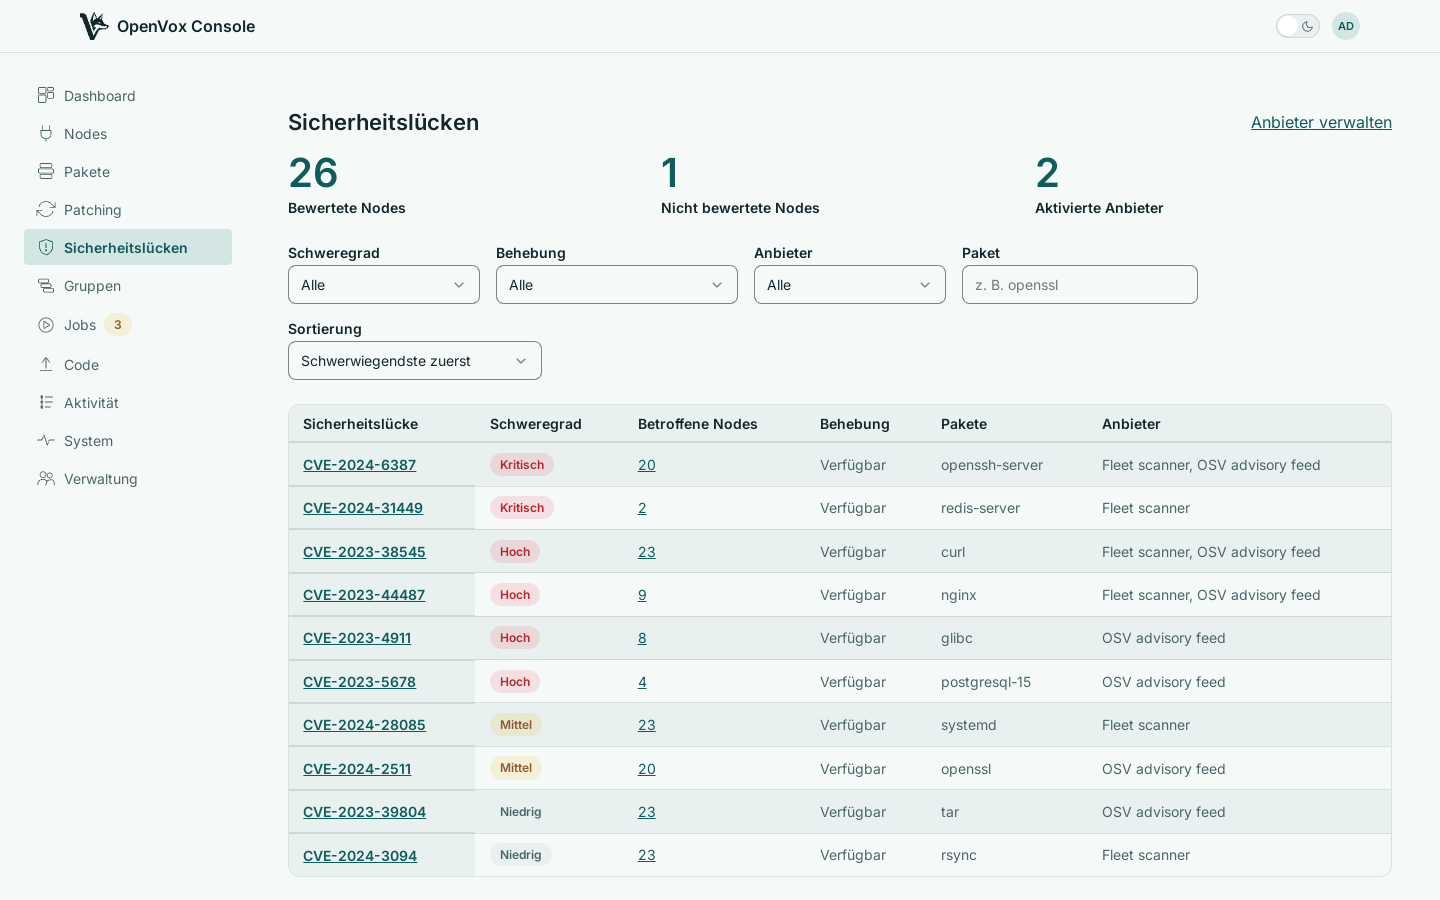 OpenVox Console
AD
Dashboard
Nodes
Pakete
Patching
Sicherheitslücken
Gruppen
Jobs 3
Code
Aktivität
System
Verwaltung
Sicherheitslücken
Anbieter verwalten
26
Bewertete Nodes
1
Nicht bewertete Nodes
2
Aktivierte Anbieter
Schweregrad
Alle
Behebung
Alle
Anbieter
Alle
Paket
z. B. openssl
Sortierung
Schwerwiegendste zuerst
Sicherheitslücke Schweregrad Betroffene Nodes Behebung Pakete Anbieter
CVE-2024-6387 Kritisch 20 Verfügbar openssh-server Fleet scanner, OSV advisory feed
CVE-2024-31449 Kritisch 2 Verfügbar redis-server Fleet scanner
CVE-2023-38545 Hoch 23 Verfügbar curl Fleet scanner, OSV advisory feed
CVE-2023-44487 Hoch 9 Verfügbar nginx Fleet scanner, OSV advisory feed
CVE-2023-4911 Hoch 8 Verfügbar glibc OSV advisory feed
CVE-2023-5678 Hoch 4 Verfügbar postgresql-15 OSV advisory feed
CVE-2024-28085 Mittel 23 Verfügbar systemd Fleet scanner
CVE-2024-2511 Mittel 20 Verfügbar openssl OSV advisory feed
CVE-2023-39804 Niedrig 23 Verfügbar tar OSV advisory feed
CVE-2024-3094 Niedrig 23 Verfügbar rsync Fleet scanner